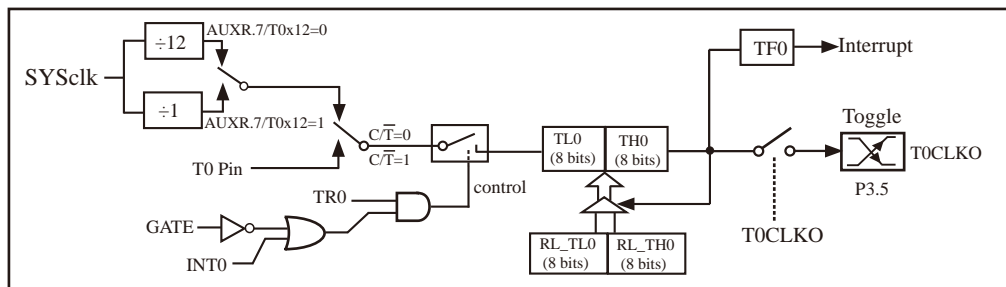 AUXR.7/T0x12=0
÷12
SYSclk
÷1
AUXR.7/T0x12=1
T0 Pin
C/T̅=0
C/T̅=1
TR0
GATE
INT0
control
TL0
(8 bits)
TH0
(8 bits)
RL_TL0
(8 bits)
RL_TH0
(8 bits)
TF0
Interrupt
Toggle
T0CLKO
P3.5
T0CLKO